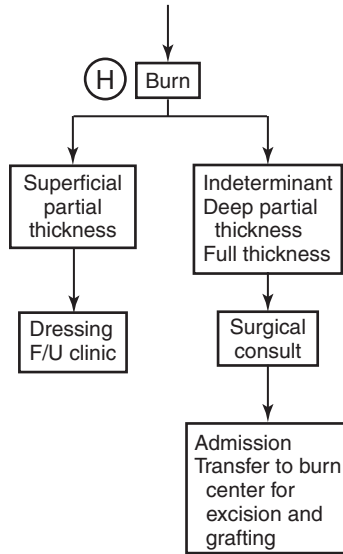 H
Burn
Superficial
partial
thickness
Indeterminant
Deep partial
thickness
Full thickness
Dressing
F/U clinic
Surgical
consult
Admission
Transfer to burn
center for
excision and
grafting